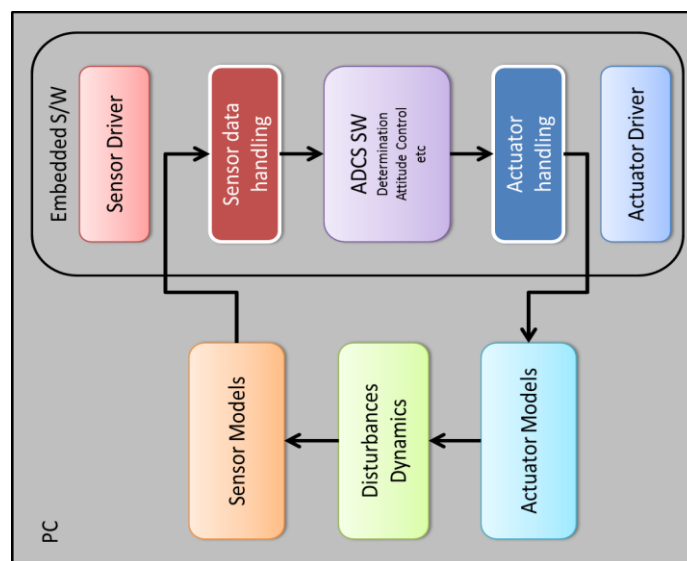 Embedded S/W
Sensor Driver
Sensor data
handling
ADCS SW
Determination
Attitude Control
etc
Actuator
handling
Actuator Driver
PC
Sensor Models
Disturbances
Dynamics
Actuator Models